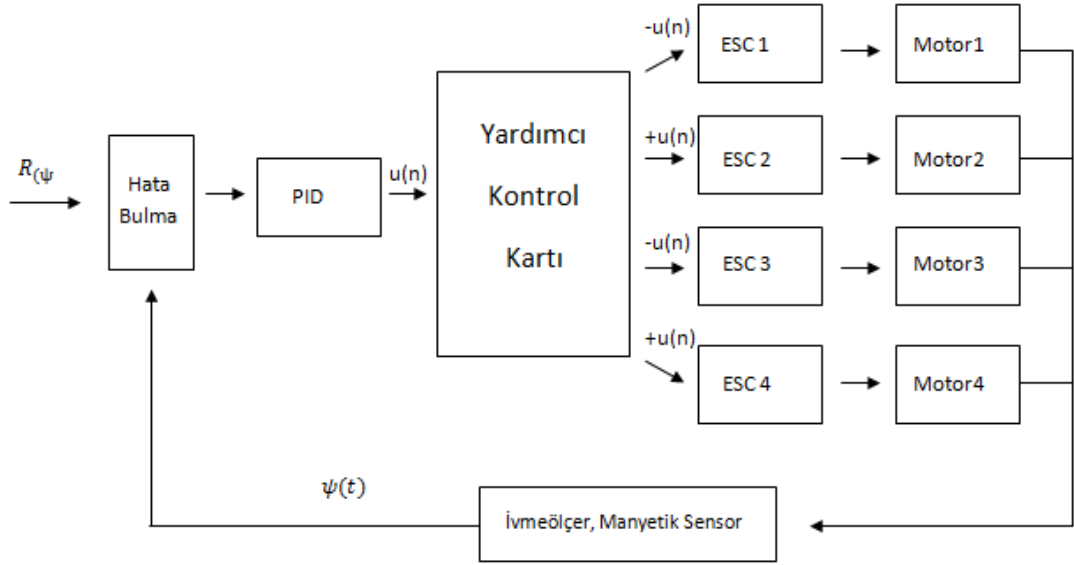 -u(n)
ESC 1
Motor1
R(ψ
Hata
Bulma
PID
u(n)
Yardımcı
Kontrol
Kartı
+u(n)
ESC 2
Motor2
-u(n)
ESC 3
Motor3
+u(n)
ESC 4
Motor4
ψ(t)
İvmeölçer, Manyetik Sensor